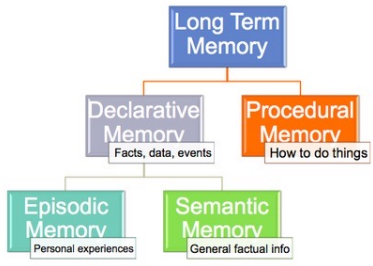 Long Term
Memory
Declarative
Memory
Facts, data, events
Procedural
Memory
How to do things
Episodic
Memory
Personal experiences
Semantic
Memory
General factual info